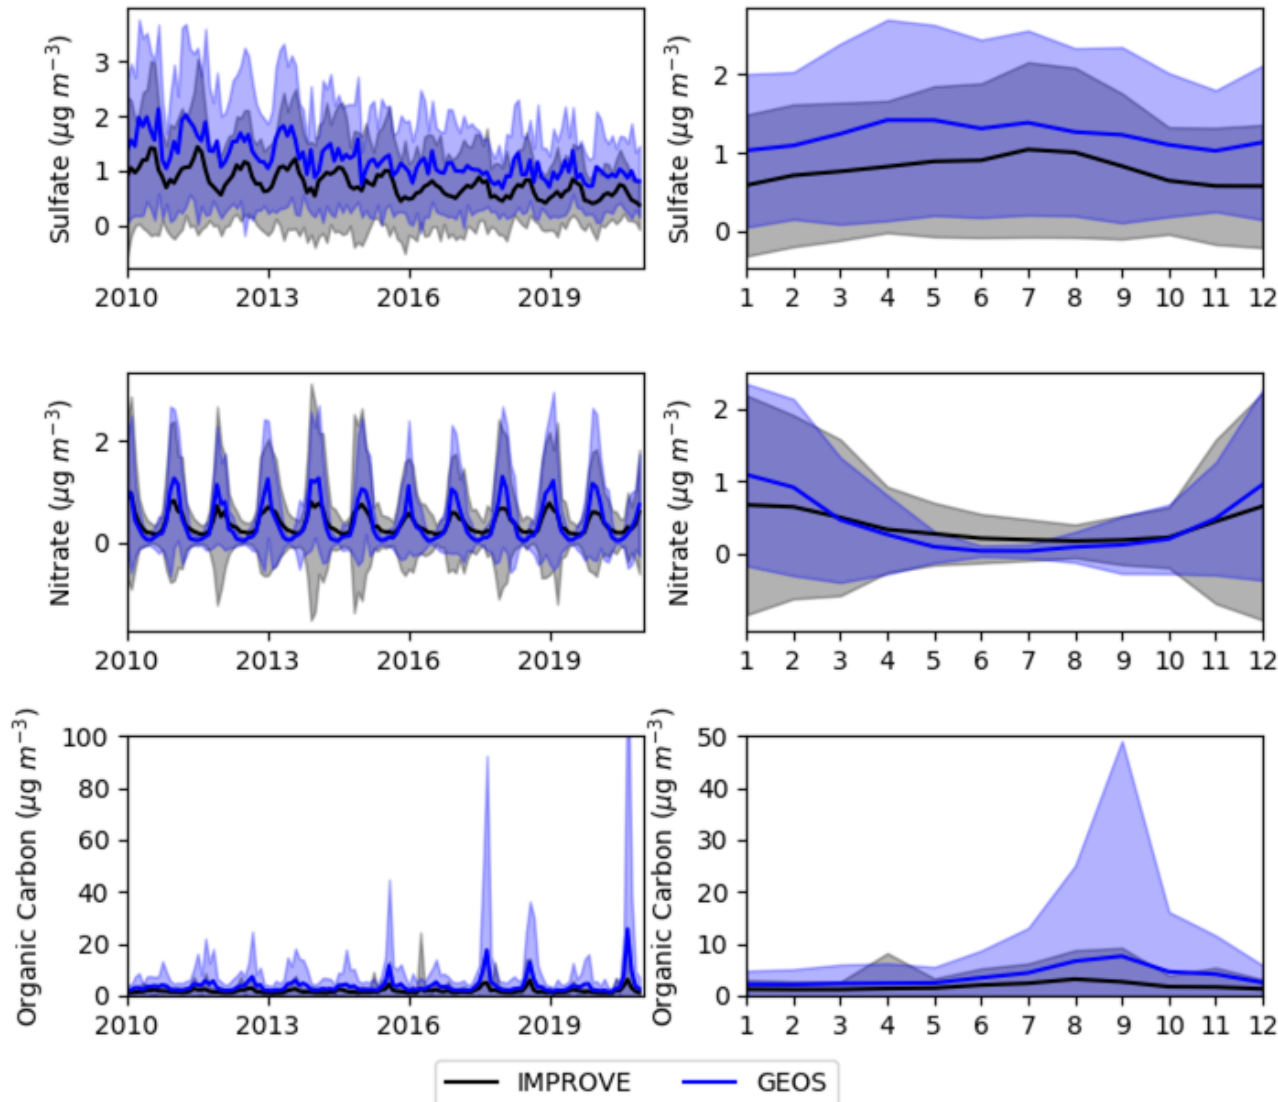 Sulfate (μg m⁻³)
3
2
1
0
2010 2013 2016 2019
Sulfate (μg m⁻³)
2
1
0
1 2 3 4 5 6 7 8 9 10 11 12
Nitrate (μg m⁻³)
2
0
2010 2013 2016 2019
Nitrate (μg m⁻³)
2
1
0
1 2 3 4 5 6 7 8 9 10 11 12
Organic Carbon (μg m⁻³)
100
80
60
40
20
0
2010 2013 2016 2019
Organic Carbon (μg m⁻³)
50
40
30
20
10
0
1 2 3 4 5 6 7 8 9 10 11 12
IMPROVE GEOS